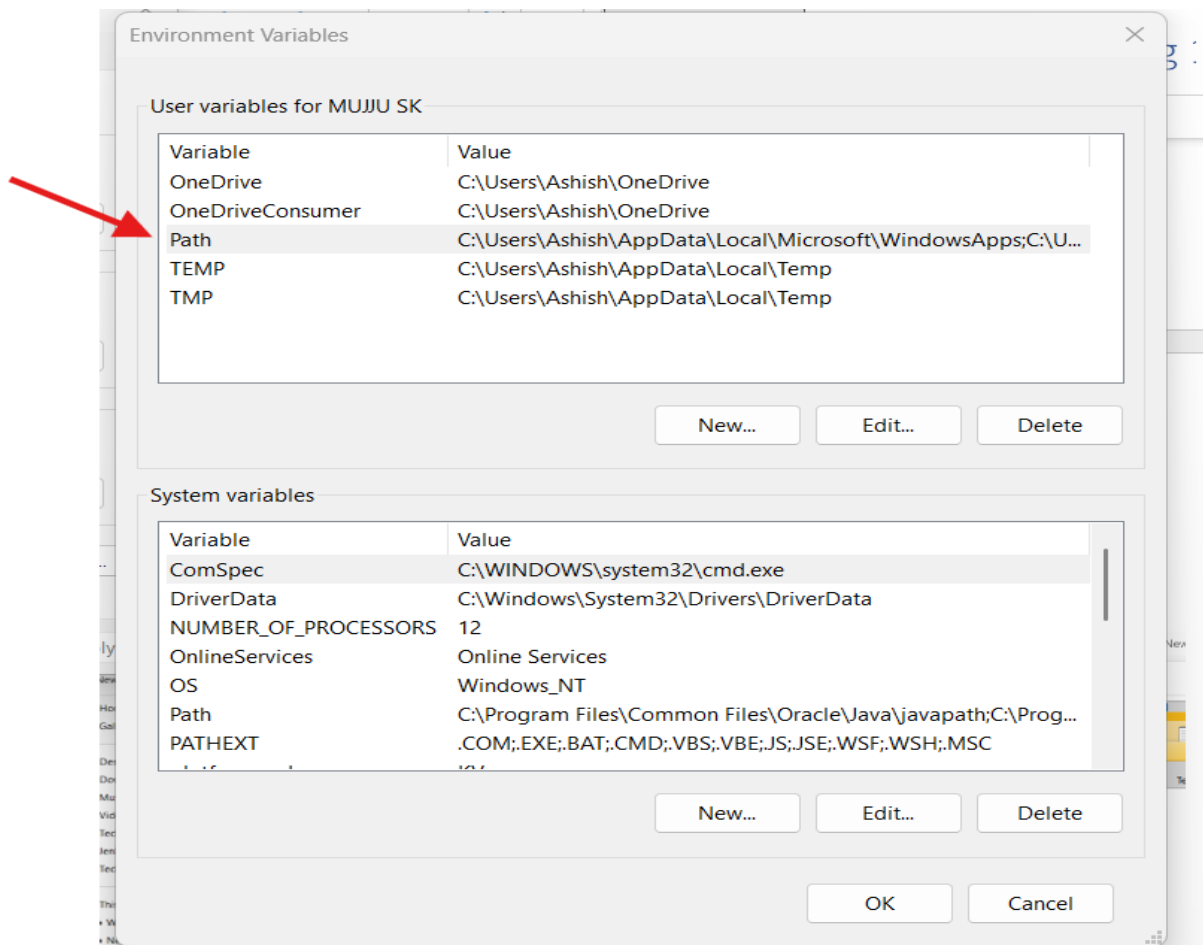 Environment Variables
User variables for MUJJU SK
Variable Value
OneDrive C:\Users\Ashish\OneDrive
OneDriveConsumer C:\Users\Ashish\OneDrive
Path C:\Users\Ashish\AppData\Local\Microsoft\WindowsApps;C:\U...
TEMP C:\Users\Ashish\AppData\Local\Temp
TMP C:\Users\Ashish\AppData\Local\Temp
New... Edit... Delete
System variables
Variable Value
ComSpec C:\WINDOWS\system32\cmd.exe
DriverData C:\Windows\System32\Drivers\DriverData
NUMBER_OF_PROCESSORS 12
OnlineServices Online Services
OS Windows_NT
Path C:\Program Files\Common Files\Oracle\Java\javapath;C:\Prog...
PATHEXT .COM;.EXE;.BAT;.CMD;.VBS;.VBE;.JS;.JSE;.WSF;.WSH;.MSC
New... Edit... Delete
OK Cancel